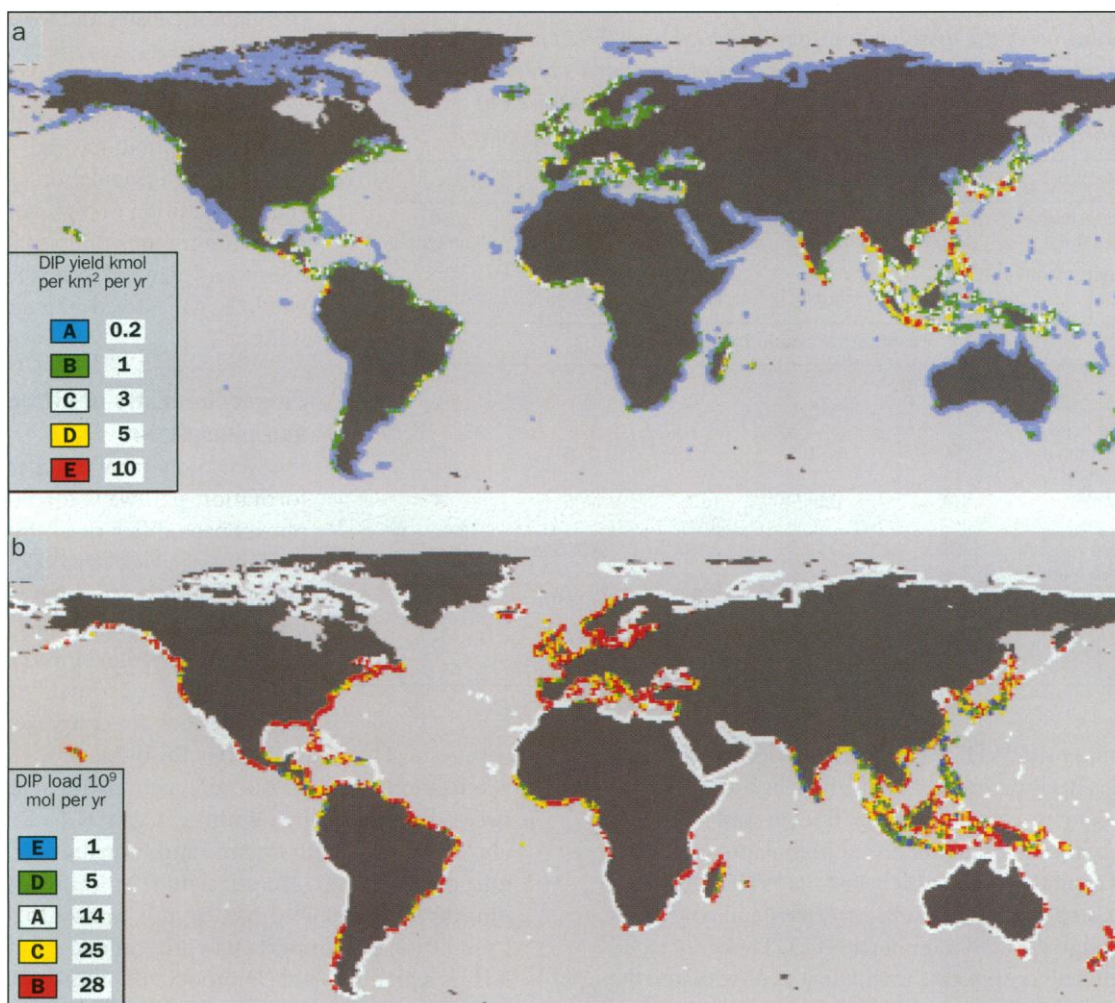 a
DIP yield kmol
per km² per yr
A 0.2
B 1
C 3
D 5
E 10
b
DIP load 10⁹
mol per yr
E 1
D 5
A 14
C 25
B 28